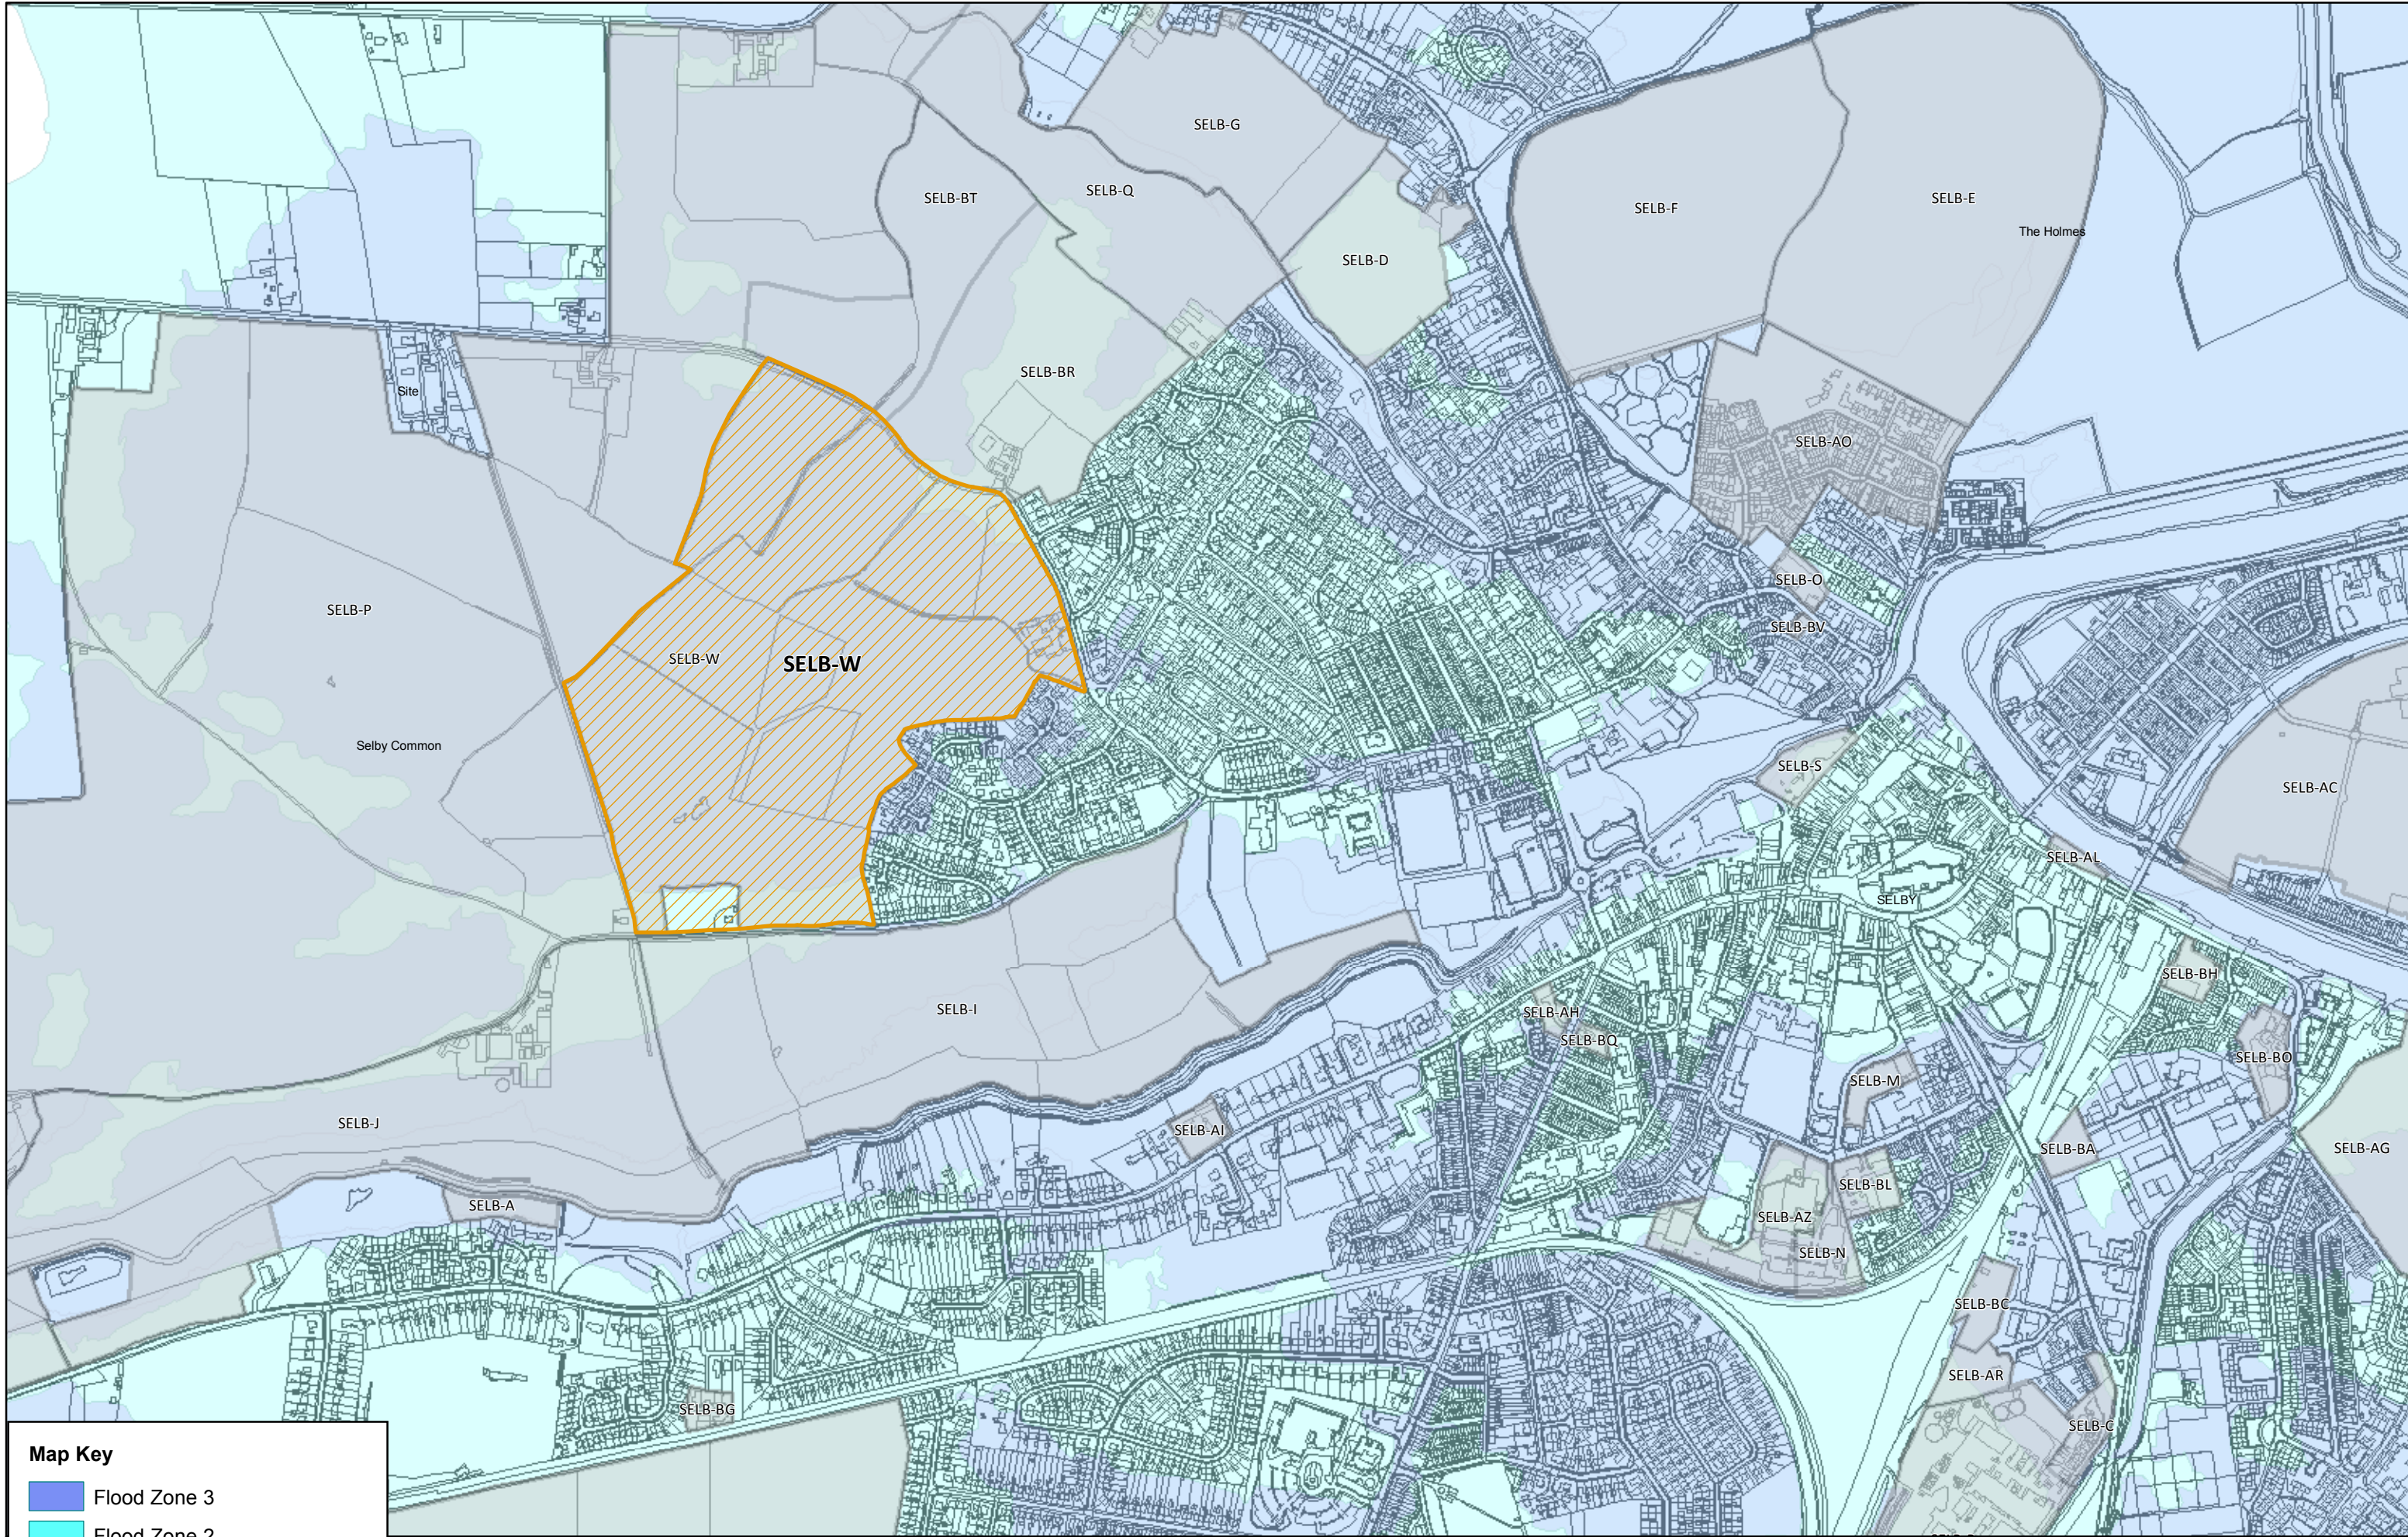 SELB-G
SELB-Q
SELB-BT
SELB-F
SELB-E
The Holmes
SELB-D
SELB-BR
Site
SELB-AO
SELB-O
SELB-P
SELB-BV
SELB-W
SELB-W
Selby Common
SELB-S
SELB-AC
SELB-AL
SELBY
SELB-BH
SELB-I
SELB-AH
SELB-BQ
SELB-BO
SELB-M
SELB-J
SELB-AI
SELB-BA
SELB-AG
SELB-BL
SELB-A
SELB-AZ
SELB-N
SELB-BC
SELB-AR
SELB-BG
SELB-C
Map Key
Flood Zone 3
Flood Zone 2